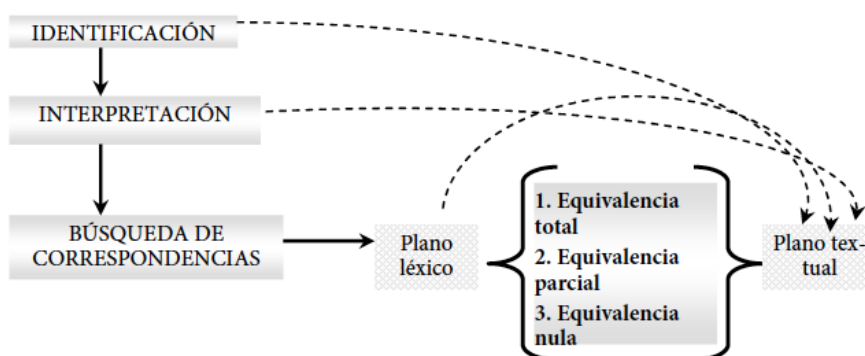 IDENTIFICACIÓN
INTERPRETACIÓN
BÚSQUEDA DE
CORRESPONDENCIAS
Plano
léxico
1. Equivalencia
total
2. Equivalencia
parcial
3. Equivalencia
nula
Plano tex-
tual